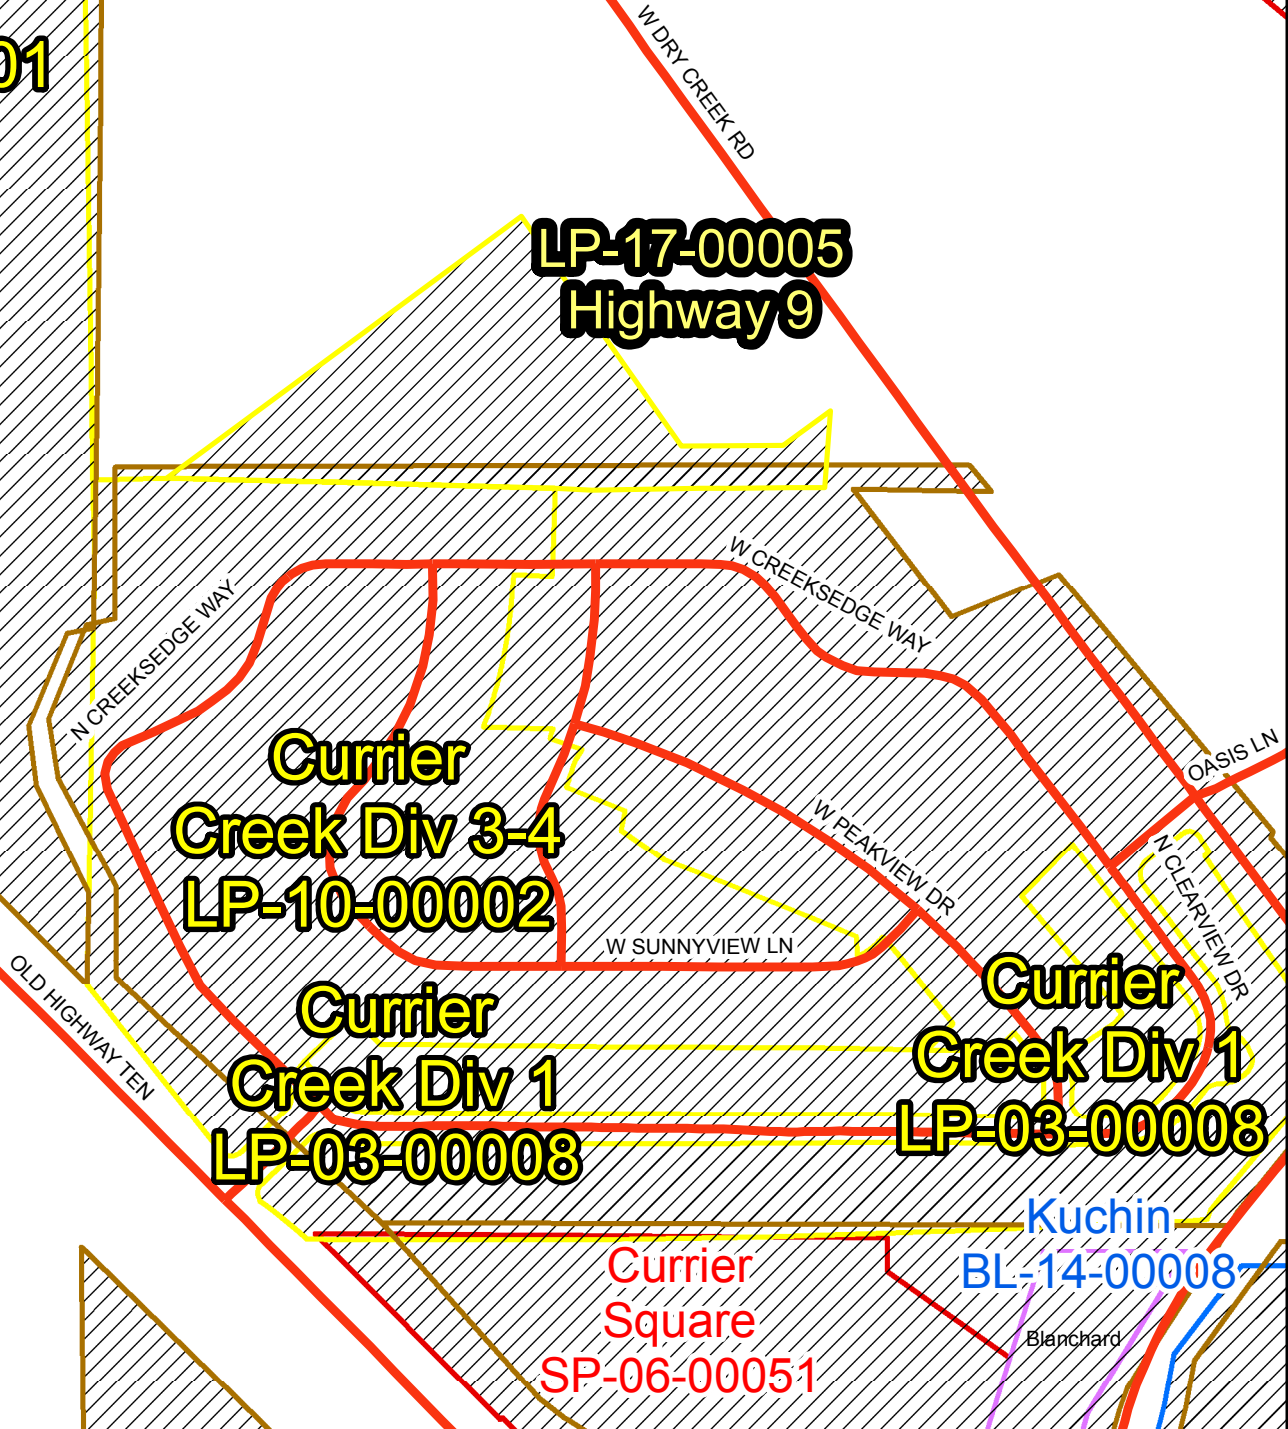 W DRY CREEK RD
01
LP-17-00005
Highway 9
W CREEKSEDGE WAY
N CREEKSEDGE WAY
OASIS LN
Currier
Creek Div 3-4
LP-10-00002
W PEAKVIEW DR
N CLEARVIEW DR
W SUNNYVIEW LN
OLD HIGHWAY TEN
Currier
Creek Div 1
LP-03-00008
Currier
Creek Div 1
LP-03-00008
Kuchin
BL-14-00008
Currier
Square
SP-06-00051
Blanchard